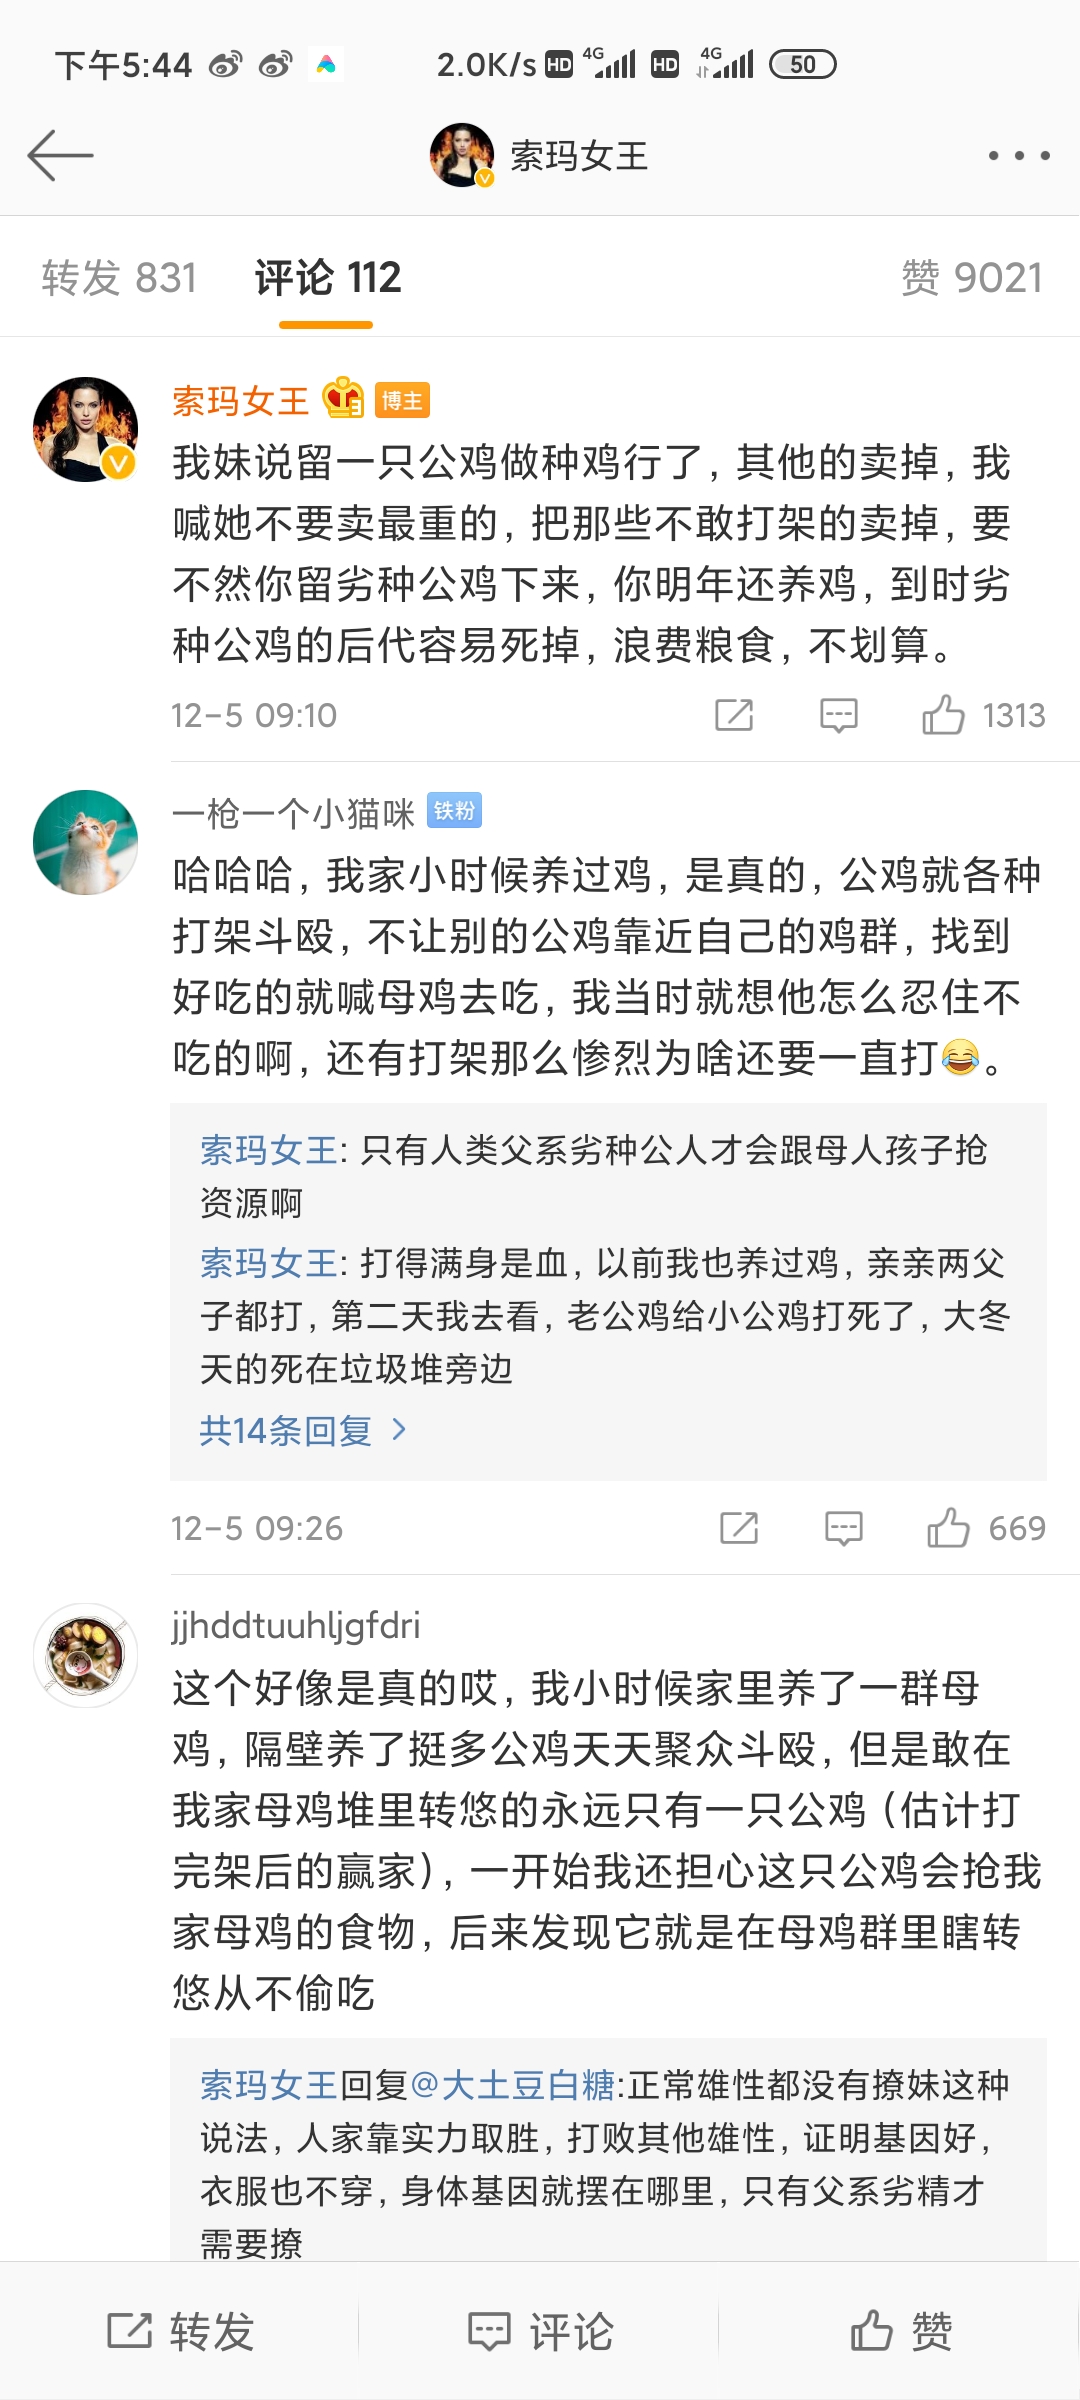 下午5:44
2.0K/s HD 4G HD 4G 50
索玛女王
转发 831 评论 112 赞 9021
索玛女王 博主
我妹说留一只公鸡做种鸡行了，其他的卖掉，我
喊她不要卖最重的，把那些不敢打架的卖掉，要
不然你留劣种公鸡下来，你明年还养鸡，到时劣
种公鸡的后代容易死掉，浪费粮食，不划算。
12-5 09:10 1313
一枪一个小猫咪 铁粉
哈哈哈，我家小时候养过鸡，是真的，公鸡就各种
打架斗殴，不让别的公鸡靠近自己的鸡群，找到
好吃的就喊母鸡去吃，我当时就想他怎么忍住不
吃的啊，还有打架那么惨烈为啥还要一直打😂。
索玛女王: 只有人类父系劣种公人才会跟母人孩子抢
资源啊
索玛女王: 打得满身是血，以前我也养过鸡，亲亲两父
子都打，第二天我去看，老公鸡给小公鸡打死了，大冬
天的死在垃圾堆旁边
共14条回复
12-5 09:26 669
jjhddtuuhljgfdri
这个好像是真的哎，我小时候家里养了一群母
鸡，隔壁养了挺多公鸡天天聚众斗殴，但是敢在
我家母鸡堆里转悠的永远只有一只公鸡（估计打
完架后的赢家），一开始我还担心这只公鸡会抢我
家母鸡的食物，后来发现它就是在母鸡群里瞎转
悠从不偷吃
索玛女王回复@大土豆白糖:正常雄性都没有撩妹这种
说法，人家靠实力取胜，打败其他雄性，证明基因好，
衣服也不穿，身体基因就摆在哪里，只有父系劣精才
需要撩
转发 评论 赞